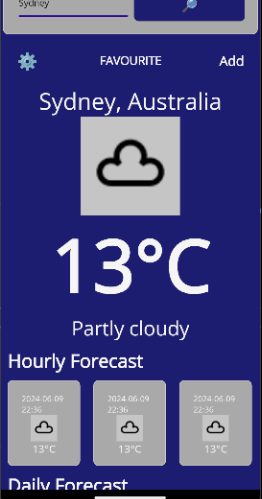 Sydney
FAVOURITE Add
Sydney, Australia
13°C
Partly cloudy
Hourly Forecast
2024-06-09 2024-06-09 2024-06-09
22:36 22:36 22:36
13°C 13°C 13°C
Daily Forecast